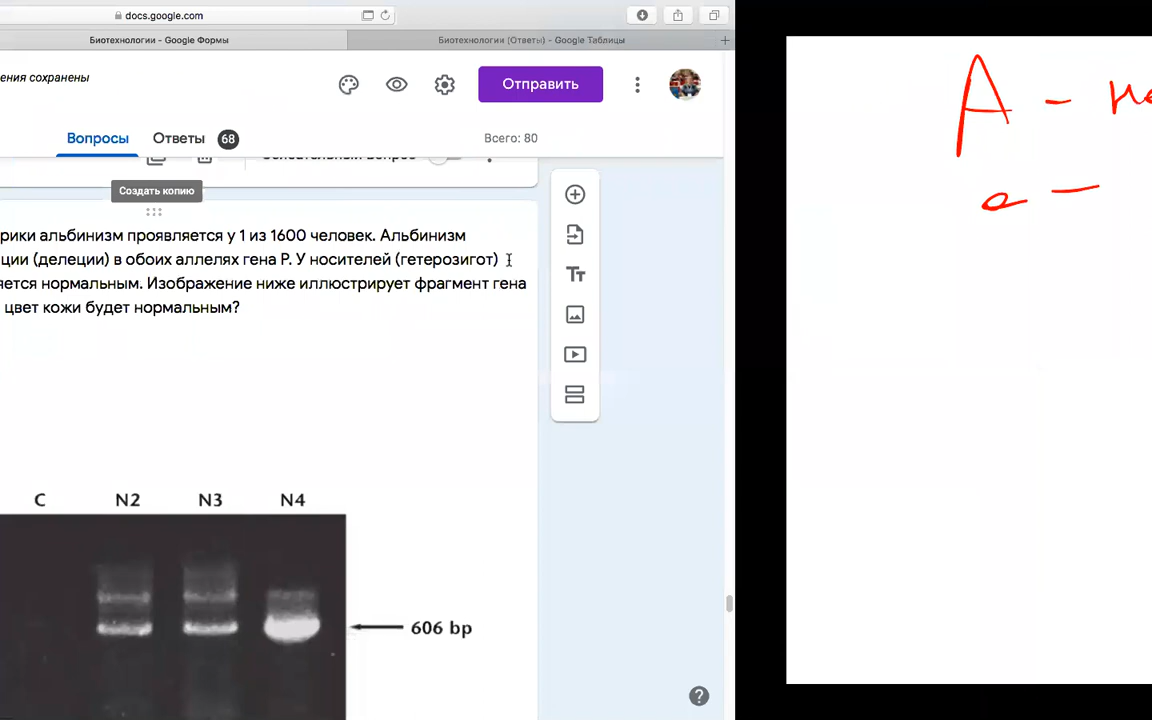 docs.google.com
Биотехнологии - Google Формы
Биотехнологии (Ответы) - Google Таблицы
ения сохранены
Отправить
Вопросы
Ответы 68
Всего: 80
Создать копию
рики альбинизм проявляется у 1 из 1600 человек. Альбинизм
ции (делеции) в обоих аллелях гена P. У носителей (гетерозигот)
яется нормальным. Изображение ниже иллюстрирует фрагмент гена
цвет кожи будет нормальным?
C N2 N3 N4
606 bp
A - не
a -